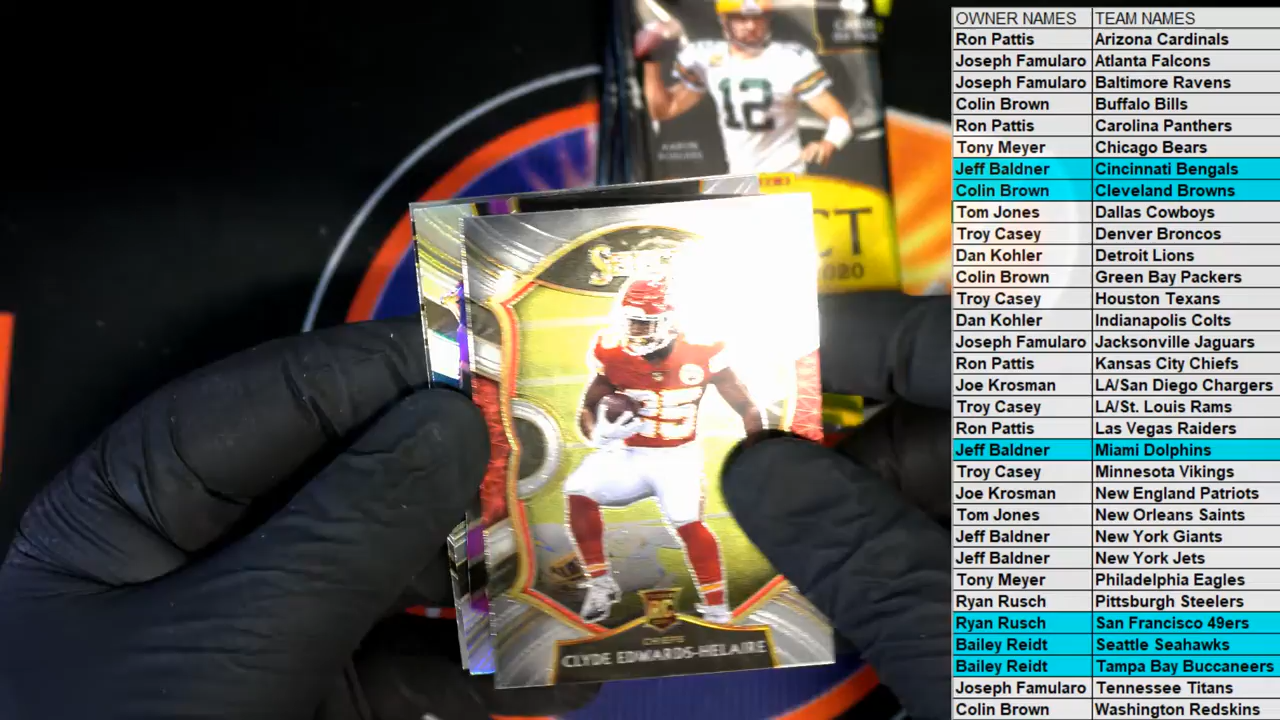 OWNER NAMES TEAM NAMES
Ron Pattis Arizona Cardinals
Joseph Famularo Atlanta Falcons
Joseph Famularo Baltimore Ravens
Colin Brown Buffalo Bills
Ron Pattis Carolina Panthers
Tony Meyer Chicago Bears
Jeff Baldner Cincinnati Bengals
Colin Brown Cleveland Browns
Tom Jones Dallas Cowboys
Troy Casey Denver Broncos
Dan Kohler Detroit Lions
Colin Brown Green Bay Packers
Troy Casey Houston Texans
Dan Kohler Indianapolis Colts
Joseph Famularo Jacksonville Jaguars
Ron Pattis Kansas City Chiefs
Joe Krosman LA/San Diego Chargers
Troy Casey LA/St. Louis Rams
Ron Pattis Las Vegas Raiders
Jeff Baldner Miami Dolphins
Troy Casey Minnesota Vikings
Joe Krosman New England Patriots
Tom Jones New Orleans Saints
Jeff Baldner New York Giants
Jeff Baldner New York Jets
Tony Meyer Philadelphia Eagles
Ryan Rusch Pittsburgh Steelers
Ryan Rusch San Francisco 49ers
Bailey Reidt Seattle Seahawks
Bailey Reidt Tampa Bay Buccaneers
Joseph Famularo Tennessee Titans
Colin Brown Washington Redskins
12
AARON
RODGERS
CT
2020
25
RC
CHIEFS
CLYDE EDWARDS-HELAIRE